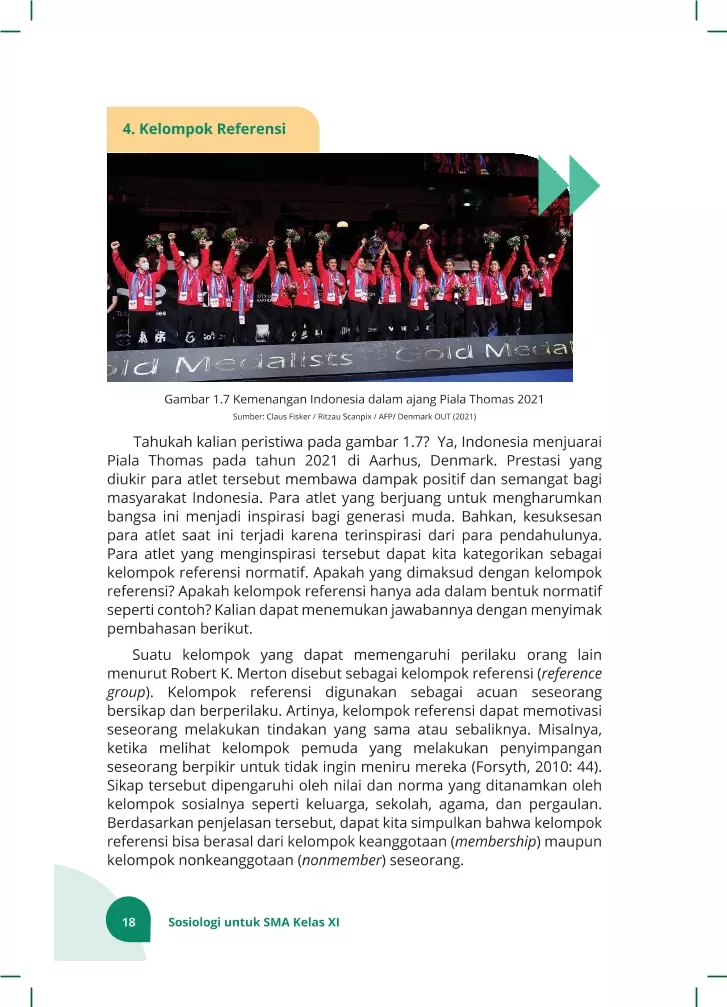 4. Kelompok Referensi
Gold Medalists Gold Medal
Gambar 1.7 Kemenangan Indonesia dalam ajang Piala Thomas 2021
Sumber: Claus Fisker / Ritzau Scanpix / AFP/ Denmark OUT (2021)
Tahukah kalian peristiwa pada gambar 1.7? Ya, Indonesia menjuarai
Piala Thomas pada tahun 2021 di Aarhus, Denmark. Prestasi yang
diukir para atlet tersebut membawa dampak positif dan semangat bagi
masyarakat Indonesia. Para atlet yang berjuang untuk mengharumkan
bangsa ini menjadi inspirasi bagi generasi muda. Bahkan, kesuksesan
para atlet saat ini terjadi karena terinspirasi dari para pendahulunya.
Para atlet yang menginspirasi tersebut dapat kita kategorikan sebagai
kelompok referensi normatif. Apakah yang dimaksud dengan kelompok
referensi? Apakah kelompok referensi hanya ada dalam bentuk normatif
seperti contoh? Kalian dapat menemukan jawabannya dengan menyimak
pembahasan berikut.
Suatu kelompok yang dapat memengaruhi perilaku orang lain
menurut Robert K. Merton disebut sebagai kelompok referensi (reference
group). Kelompok referensi digunakan sebagai acuan seseorang
bersikap dan berperilaku. Artinya, kelompok referensi dapat memotivasi
seseorang melakukan tindakan yang sama atau sebaliknya. Misalnya,
ketika melihat kelompok pemuda yang melakukan penyimpangan
seseorang berpikir untuk tidak ingin meniru mereka (Forsyth, 2010: 44).
Sikap tersebut dipengaruhi oleh nilai dan norma yang ditanamkan oleh
kelompok sosialnya seperti keluarga, sekolah, agama, dan pergaulan.
Berdasarkan penjelasan tersebut, dapat kita simpulkan bahwa kelompok
referensi bisa berasal dari kelompok keanggotaan (membership) maupun
kelompok nonkeanggotaan (nonmember) seseorang.
18 Sosiologi untuk SMA Kelas XI